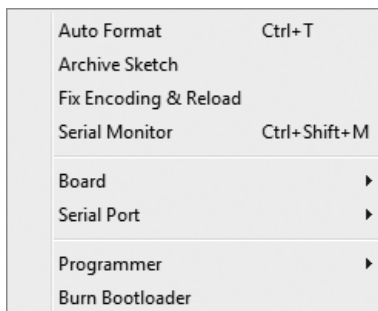 Auto Format Ctrl+T
Archive Sketch
Fix Encoding & Reload
Serial Monitor Ctrl+Shift+M
Board
Serial Port
Programmer
Burn Bootloader